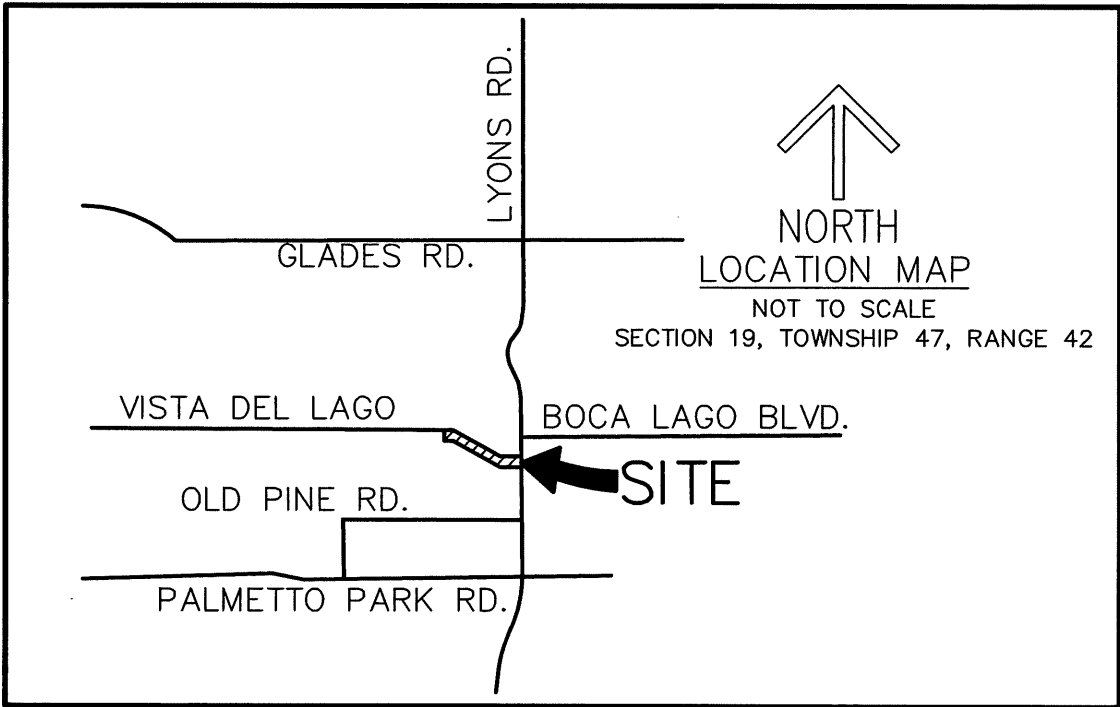 LYONS RD.
GLADES RD.
NORTH
LOCATION MAP
NOT TO SCALE
SECTION 19, TOWNSHIP 47, RANGE 42
VISTA DEL LAGO
BOCA LAGO BLVD.
SITE
OLD PINE RD.
PALMETTO PARK RD.